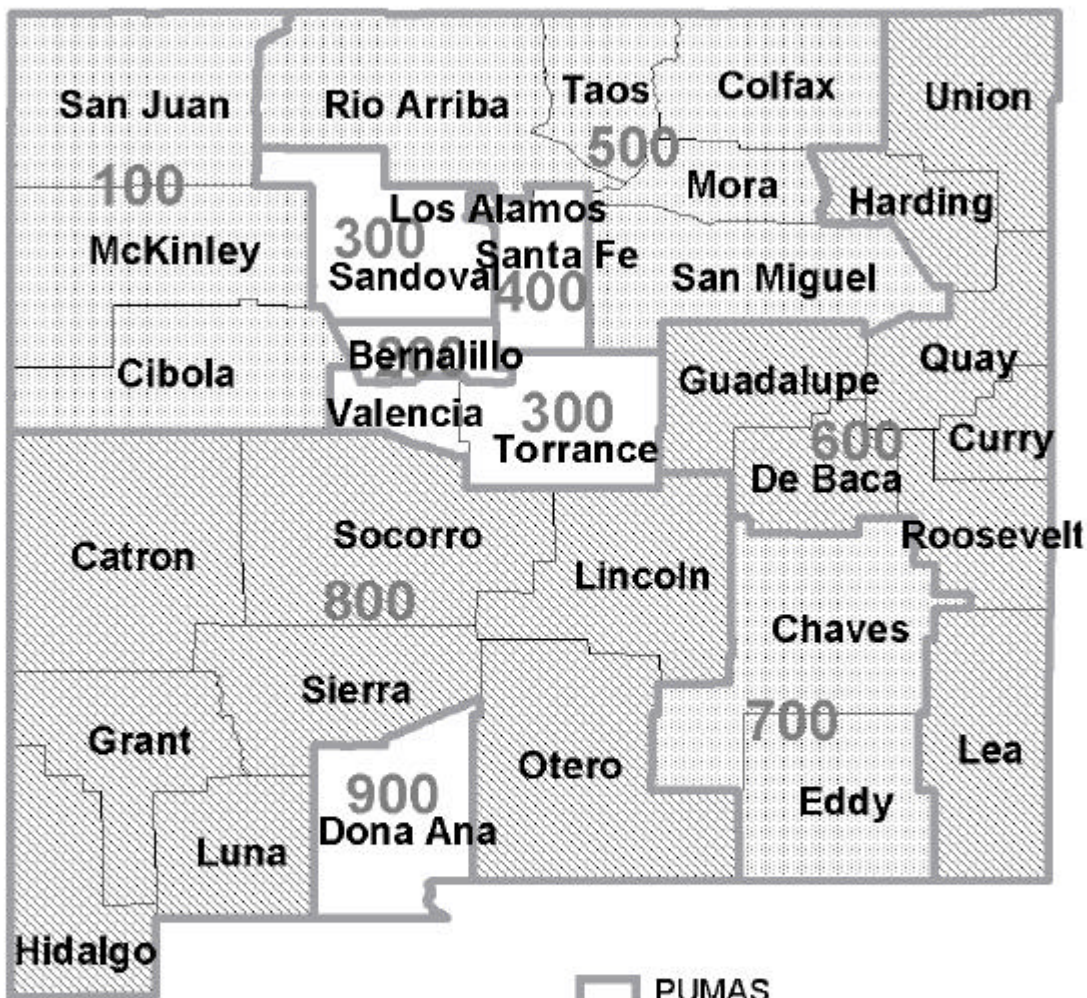 San Juan
Rio Arriba
Taos
Colfax
Union
500
100
Mora
Harding
Los Alamos
McKinley
300
Santa Fe
Sandoval
400
San Miguel
Bernalillo
200
Quay
Cibola
Guadalupe
Valencia
300
Torrance
600
Curry
De Baca
Socorro
Roosevelt
Catron
Lincoln
800
Chaves
Sierra
700
Grant
Otero
Lea
900
Eddy
Dona Ana
Luna
Hidalgo
PUMAS